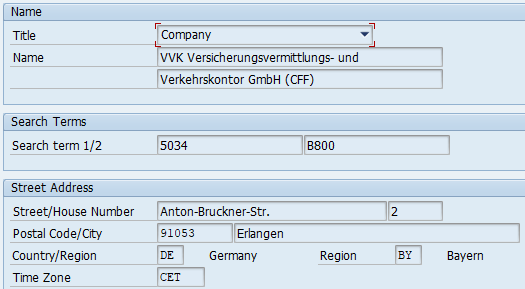 Name
Title Company
Name VVK Versicherungsvermittlungs- und
Verkehrskontor GmbH (CFF)
Search Terms
Search term 1/2 5034 B800
Street Address
Street/House Number Anton-Bruckner-Str. 2
Postal Code/City 91053 Erlangen
Country/Region DE Germany Region BY Bayern
Time Zone CET